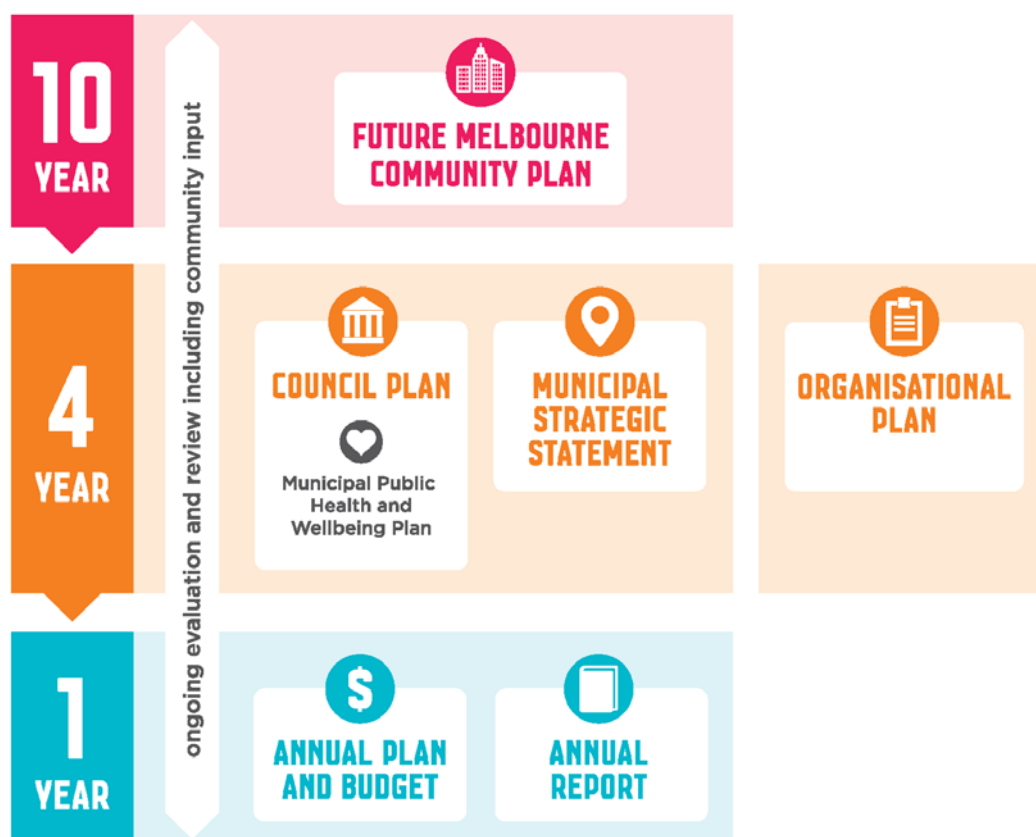 10
YEAR
FUTURE MELBOURNE
COMMUNITY PLAN
ongoing evaluation and review including community input
4
YEAR
COUNCIL PLAN
Municipal Public
Health and
Wellbeing Plan
MUNICIPAL
STRATEGIC
STATEMENT
ORGANISATIONAL
PLAN
1
YEAR
$
ANNUAL PLAN
AND BUDGET
ANNUAL
REPORT